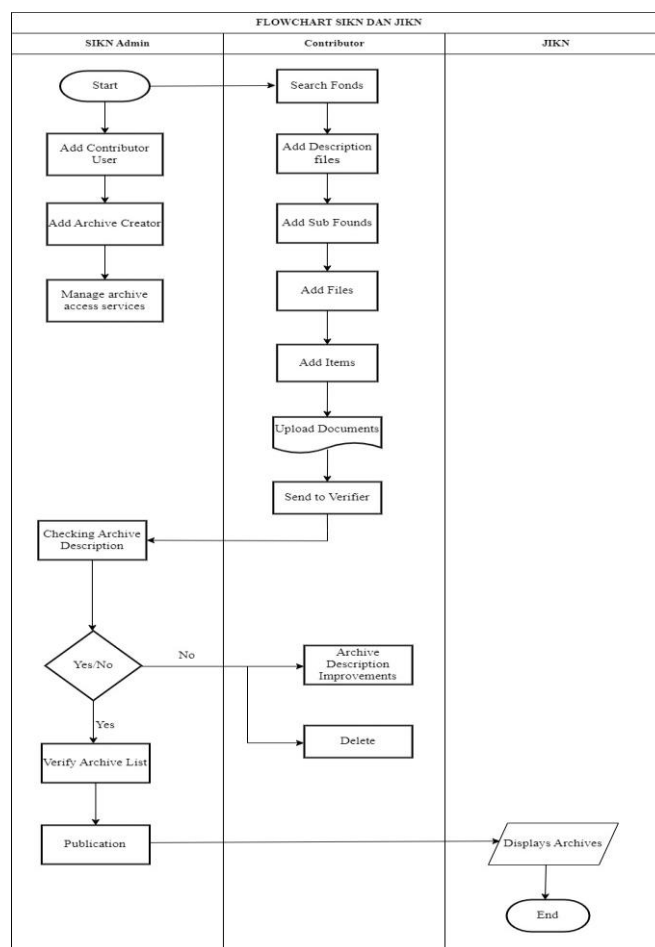 FLOWCHART SIKN DAN JIKN
SIKN Admin
Contributor
JIKN
Start
Add Contributor
User
Add Archive Creator
Manage archive
access services
Search Fonds
Add Description
files
Add Sub Founds
Add Files
Add Items
Upload Documents
Send to Verifier
Checking Archive
Description
Yes/No
No
Yes
Archive
Description
Improvements
Delete
Verify Archive List
Publication
Displays Archives
End